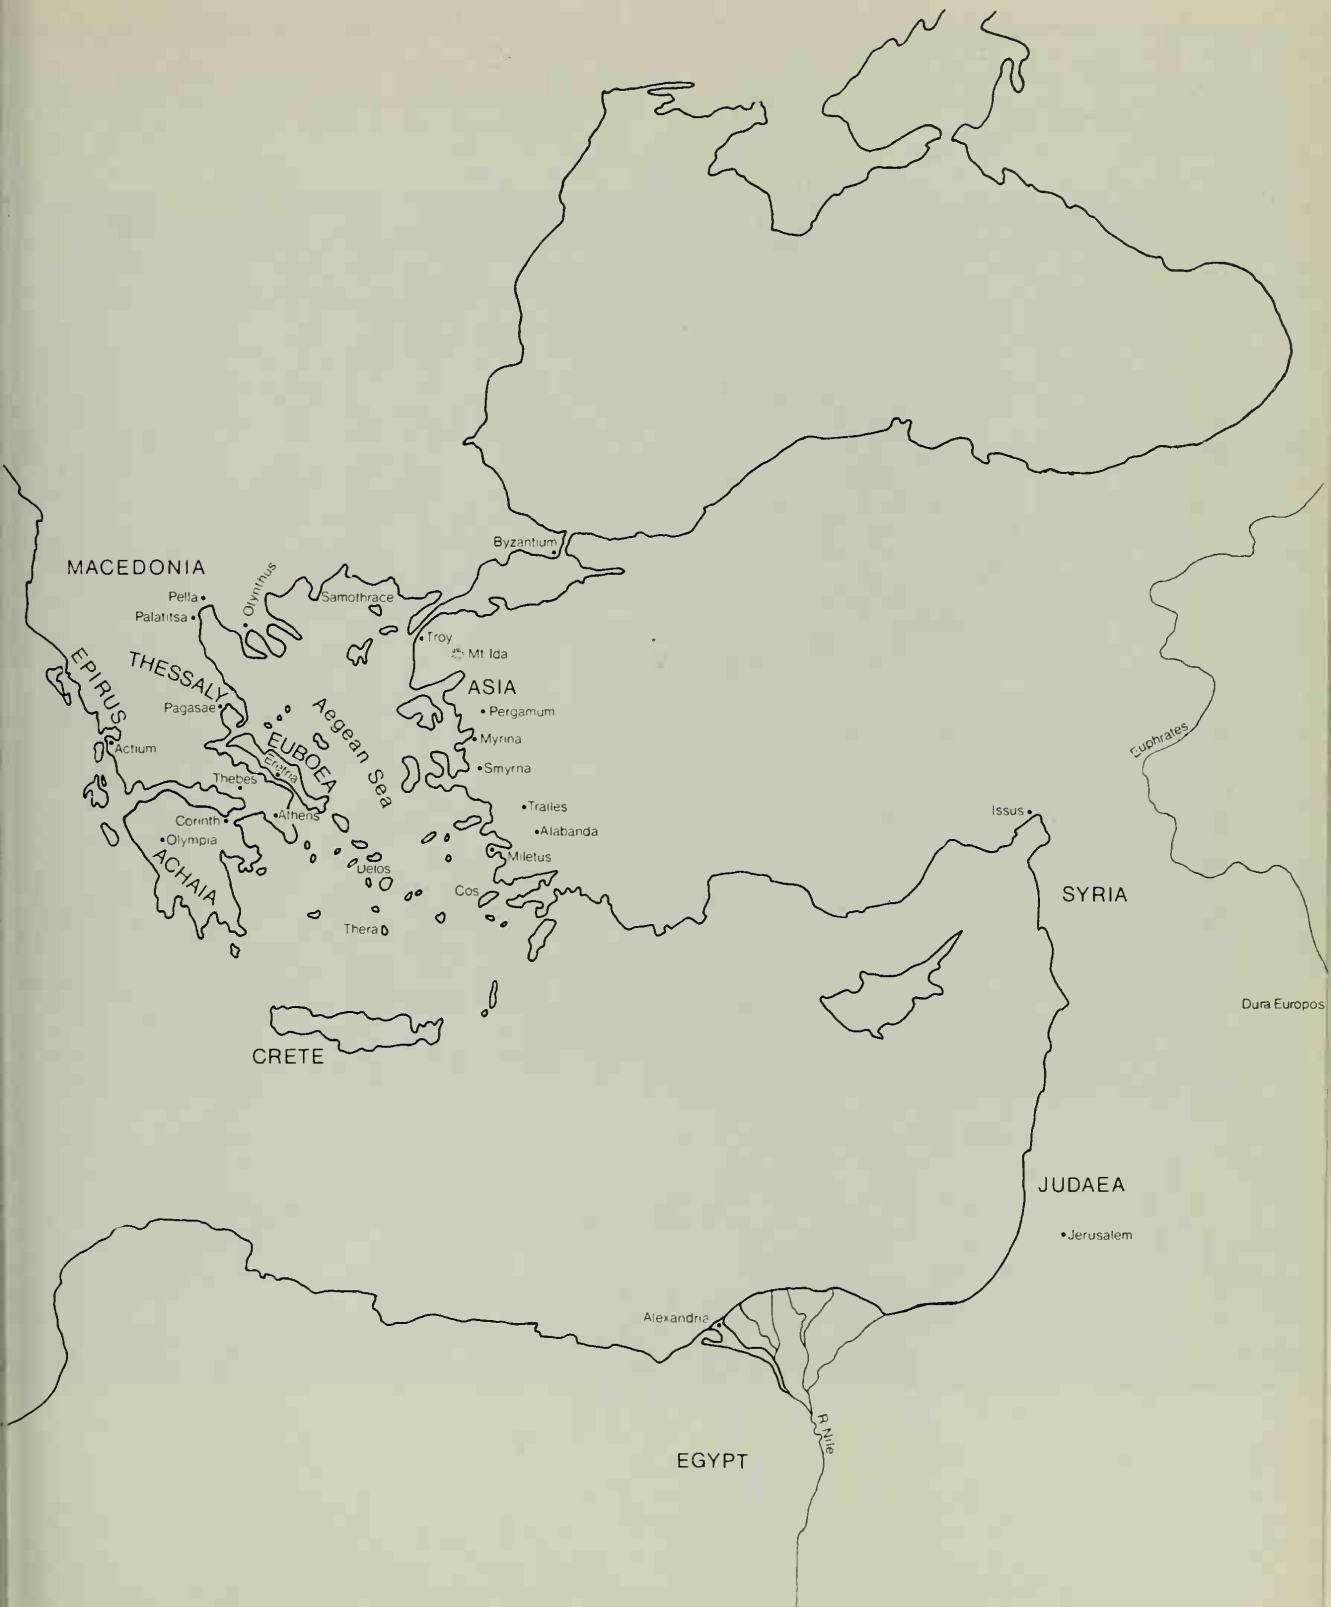 Byzantium
MACEDONIA
Olynthus
Pella
Samothrace
Palatitsa
Troy
Mt Ida
EPIRUS
THESSALY
ASIA
Pagasae
Aegean Sea
Pergamum
EUBOEA
Myrina
Actium
Euphrates
Eretria
Smyrna
Thebes
Tralles
Issus
Corinth
Athens
Alabanda
Olympia
Miletus
ACHAIA
Delos
Cos
SYRIA
Thera
Dura Europos
CRETE
JUDAEA
Jerusalem
Alexandria
R Nile
EGYPT